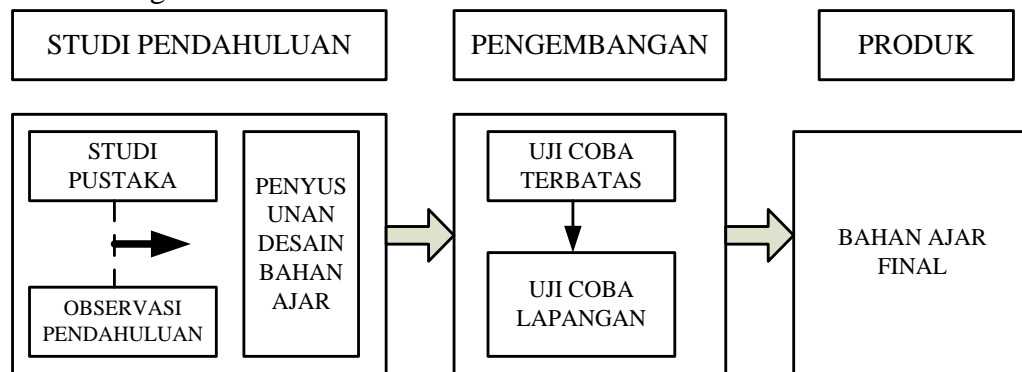 STUDI PENDAHULUAN
PENGEMBANGAN
PRODUK
STUDI
PUSTAKA
OBSERVASI
PENDAHULUAN
PENYUS
UNAN
DESAIN
BAHAN
AJAR
UJI COBA
TERBATAS
UJI COBA
LAPANGAN
BAHAN AJAR
FINAL